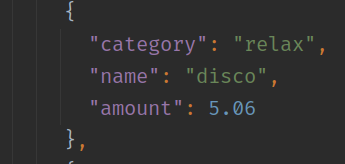 {
"category": "relax",
"name": "disco",
"amount": 5.06
},